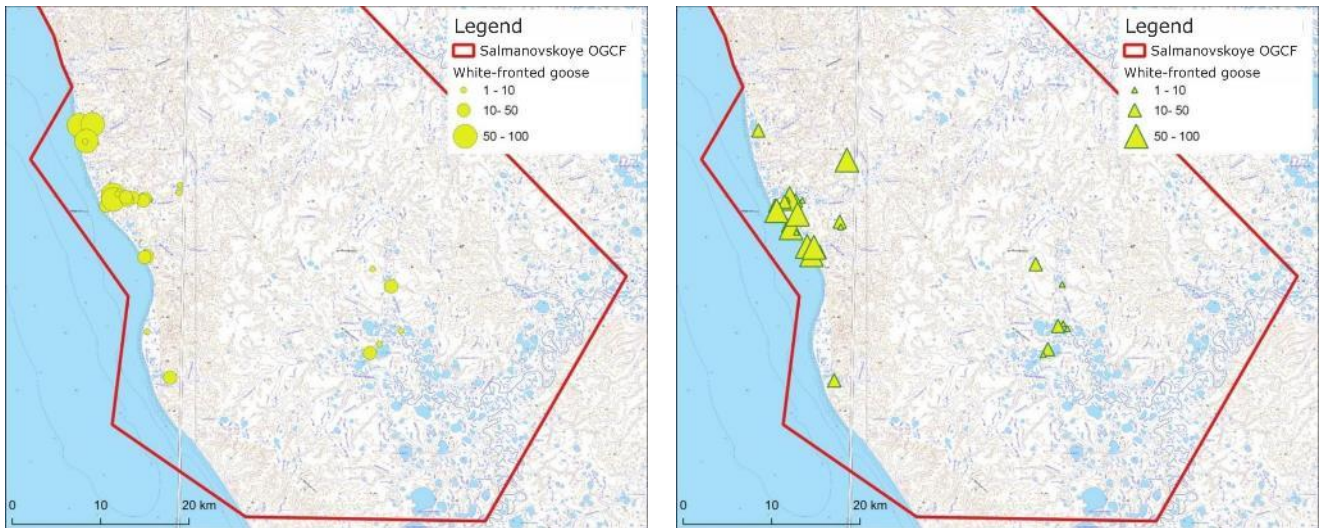 Legend
Salmanovskoye OGCF
White-fronted goose
1 - 10
10- 50
50 - 100
0 10 20 km
Legend
Salmanovskoye OGCF
White-fronted goose
1 - 10
10- 50
50 - 100
0 10 20 km